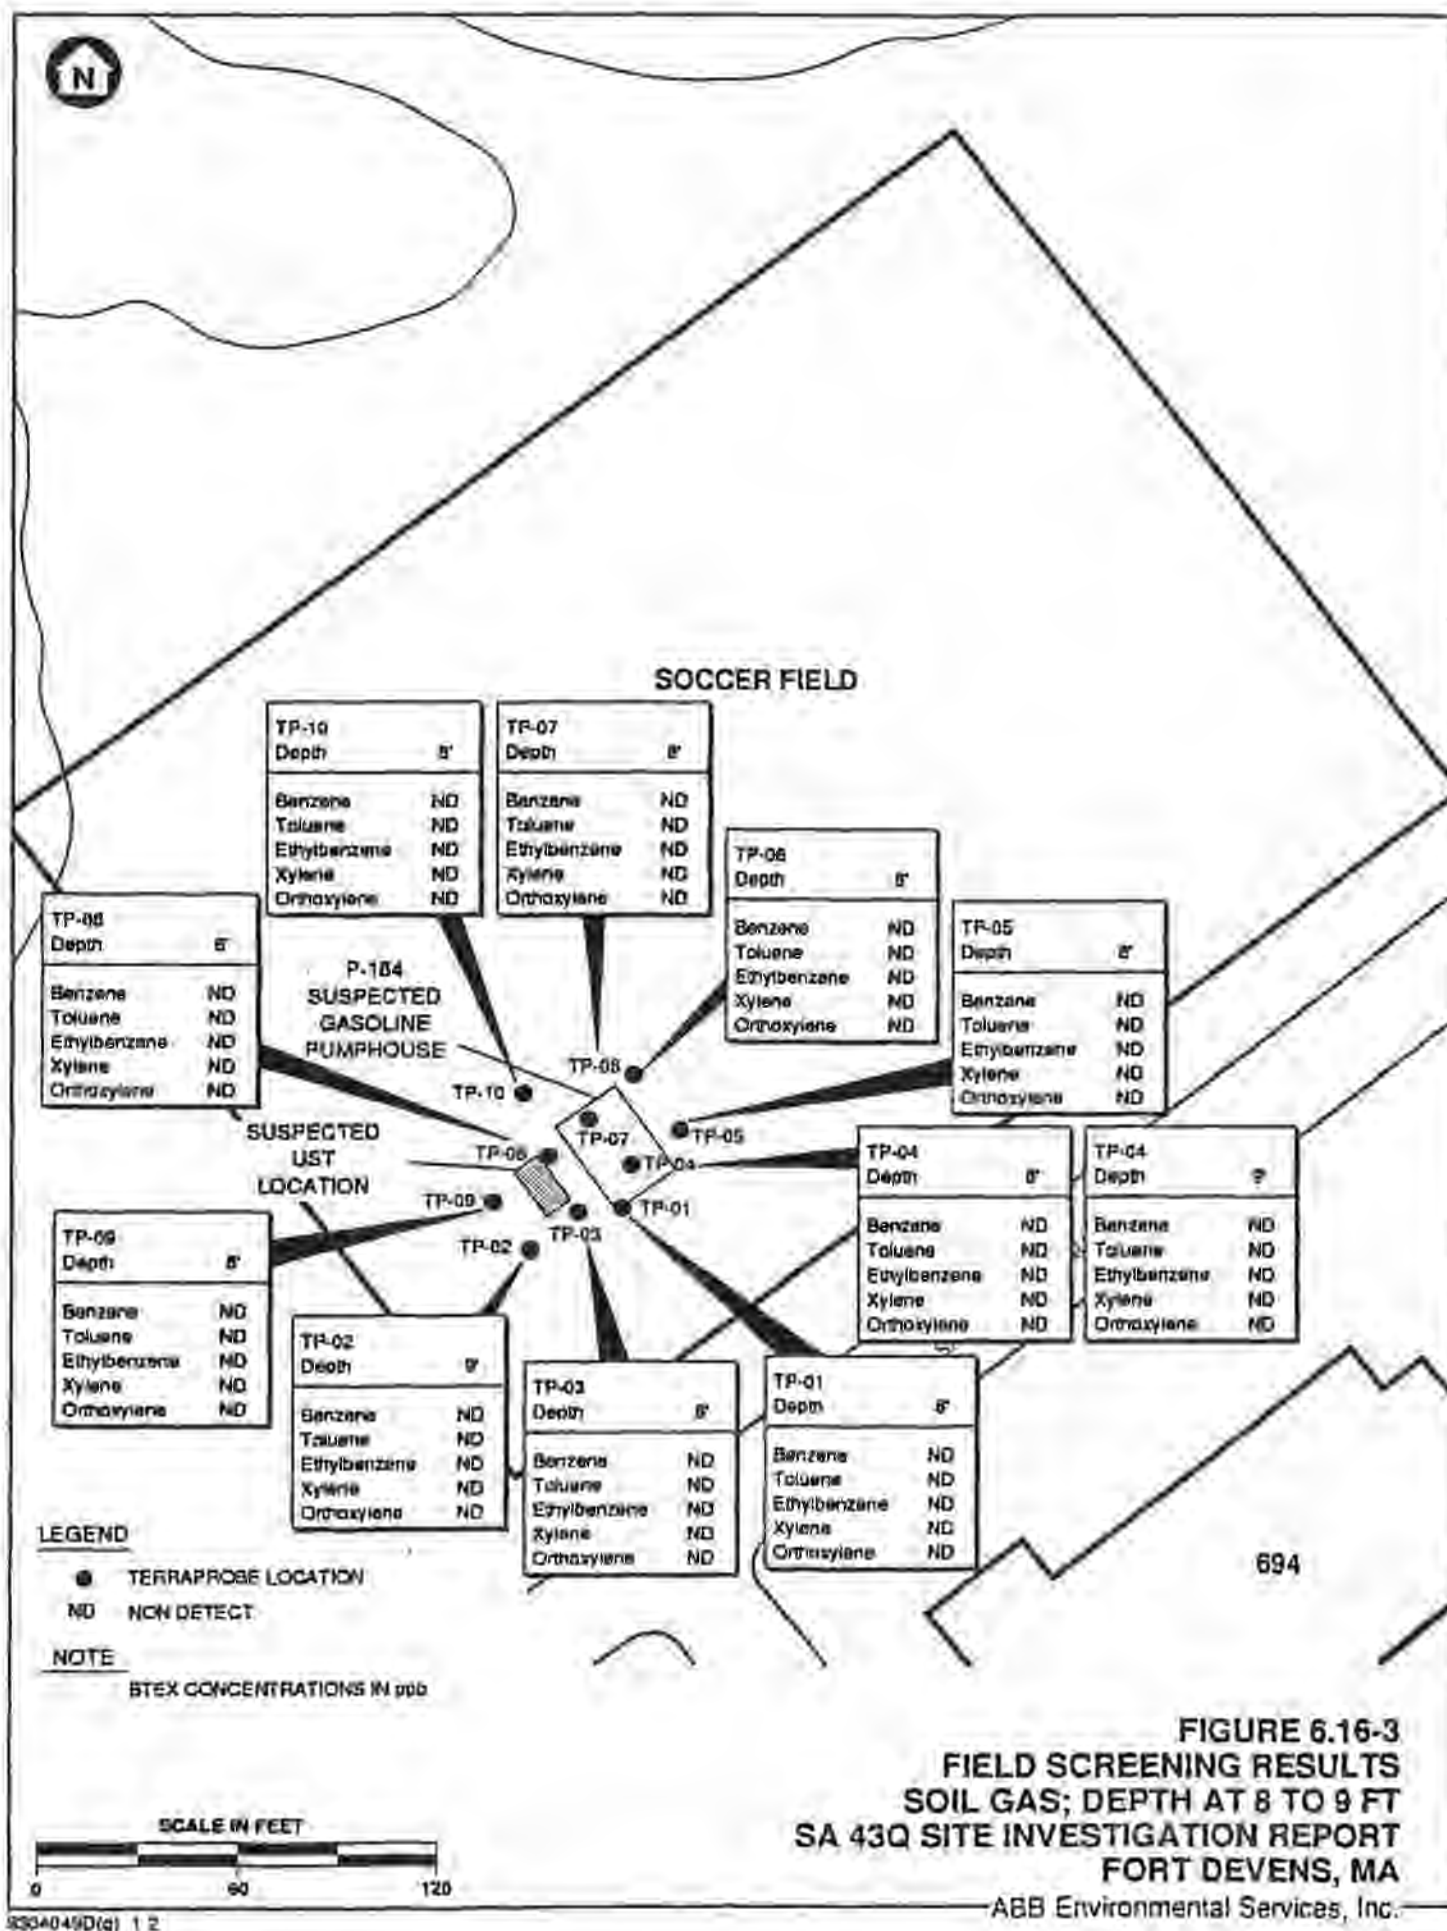 N
SOCCER FIELD
TP-10
Depth 8'
Benzene ND
Toluene ND
Ethylbenzene ND
Xylene ND
Orthoxylene ND
TP-07
Depth 8'
Benzene ND
Toluene ND
Ethylbenzene ND
Xylene ND
Orthoxylene ND
TP-06
Depth 8'
Benzene ND
Toluene ND
Ethylbenzene ND
Xylene ND
Orthoxylene ND
TP-05
Depth 8'
Benzene ND
Toluene ND
Ethylbenzene ND
Xylene ND
Orthoxylene ND
Depth
Benzene ND
Toluene ND
Ethylbenzene ND
Xylene ND
Orthoxylene ND
P-184
SUSPECTED
GASOLINE
PUMPHOUSE
TP-10
TP-07
TP-05
TP-04
TP-09
TP-01
TP-03
TP-02
SUSPECTED
UST
LOCATION
TP-04
Depth 8'
Benzene ND
Toluene ND
Ethylbenzene ND
Xylene ND
Orthoxylene ND
TP-04
Depth
Benzene ND
Toluene ND
Ethylbenzene ND
Xylene ND
Orthoxylene ND
TP-09
Depth 8'
Benzene ND
Toluene ND
Ethylbenzene ND
Xylene ND
Orthoxylene ND
TP-02
Depth
Benzene ND
Toluene ND
Ethylbenzene ND
Xylene ND
Orthoxylene ND
TP-03
Depth 8'
Benzene ND
Toluene ND
Ethylbenzene ND
Xylene ND
Orthoxylene ND
TP-01
Depth 8'
Benzene ND
Toluene ND
Ethylbenzene ND
Xylene ND
Orthoxylene ND
694
LEGEND
TERRAPROBE LOCATION
ND NON DETECT
NOTE
BTEX CONCENTRATIONS IN ppb
SCALE IN FEET
0 60 120
FIGURE 6.16-3
FIELD SCREENING RESULTS
SOIL GAS; DEPTH AT 8 TO 9 FT
SA 43Q SITE INVESTIGATION REPORT
FORT DEVENS, MA
ABB Environmental Services, Inc.
9304049D(g) 12